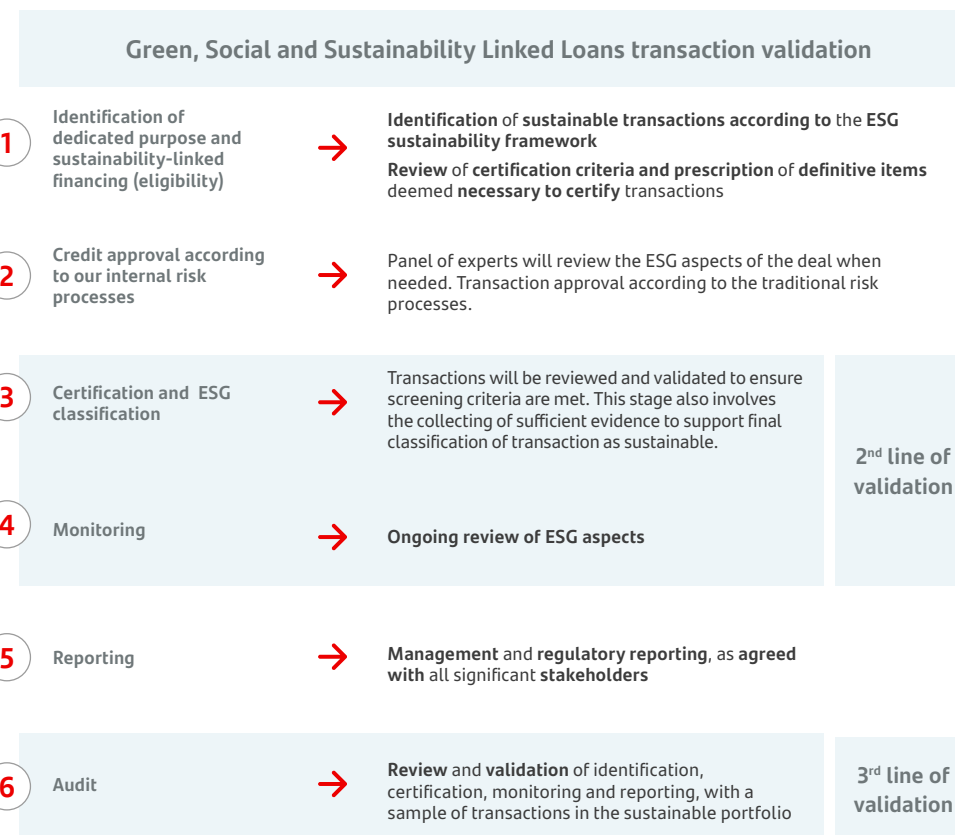 Green, Social and Sustainability Linked Loans transaction validation
1
Identification of
dedicated purpose and
sustainability-linked
financing (eligibility)
Identification of sustainable transactions according to the ESG
sustainability framework
Review of certification criteria and prescription of definitive items
deemed necessary to certify transactions
2
Credit approval according
to our internal risk
processes
Panel of experts will review the ESG aspects of the deal when
needed. Transaction approval according to the traditional risk
processes.
3
Certification and ESG
classification
Transactions will be reviewed and validated to ensure
screening criteria are met. This stage also involves
the collecting of sufficient evidence to support final
classification of transaction as sustainable.
2nd line of
validation
4
Monitoring
Ongoing review of ESG aspects
5
Reporting
Management and regulatory reporting, as agreed
with all significant stakeholders
6
Audit
Review and validation of identification,
certification, monitoring and reporting, with a
sample of transactions in the sustainable portfolio
3rd line of
validation